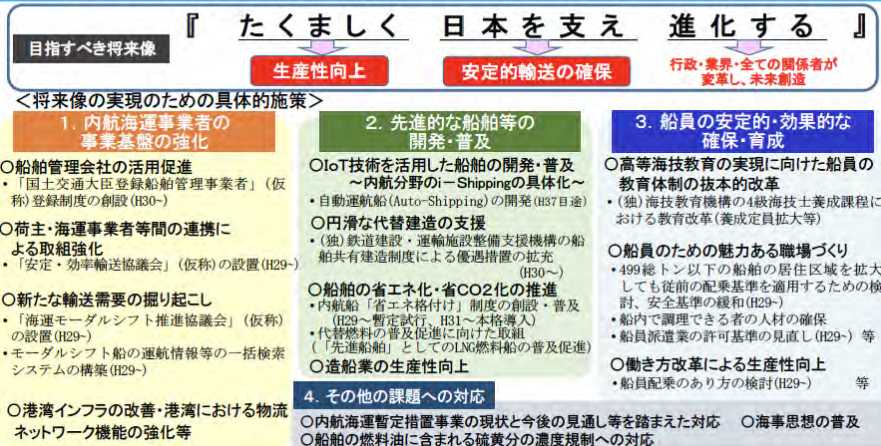 目指すべき将来像
『 たくましく 日本を支え 進化する 』
生産性向上
安定的輸送の確保
行政・業界・全ての関係者が
変革し、未来創造
＜将来像の実現のための具体的施策＞
1. 内航海運事業者の
事業基盤の強化
○船舶管理会社の活用促進
・「国土交通大臣登録船舶管理事業者」(仮
称)登録制度の創設(H30~)
○荷主・海運事業者等間の連携に
よる取組強化
・「安定・効率輸送協議会」(仮称)の設置(H29~)
○新たな輸送需要の掘り起こし
・「海運モーダルシフト推進協議会」(仮称)
の設置(H29~)
・モーダルシフト船の運航情報等の一括検索
システムの構築(H29~)
○港湾インフラの改善・港湾における物流
ネットワーク機能の強化等
2. 先進的な船舶等の
開発・普及
○IoT技術を活用した船舶の開発・普及
～内航分野のi－Shippingの具体化～
・自動運航船(Auto-Shipping)の開発(H37目途)
○円滑な代替建造の支援
・(独)鉄道建設・運輸施設整備支援機構の船
舶共有建造制度による優遇措置の拡充
(H30～)
○船舶の省エネ化・省CO2化の推進
・内航船「省エネ格付け」制度の創設・普及
(H29～暫定試行、H31～本格導入)
・代替燃料の普及促進に向けた取組
(「先進船舶」としてのLNG燃料船の普及促進)
○造船業の生産性向上
3. 船員の安定的・効果的な
確保・育成
○高等海技教育の実現に向けた船員の
教育体制の抜本的改革
・(独)海技教育機構の4級海技士養成課程に
おける教育改革(養成定員拡大等)
○船員のための魅力ある職場づくり
・499総トン以下の船舶の居住区域を拡大
しても従前の配乗基準を適用するための検
討、安全基準の緩和(H29~)
・船内で調理できる者の人材の確保
・船員派遣業の許可基準の見直し(H29~) 等
○働き方改革による生産性向上
・船員配乗のあり方の検討(H29~) 等
4. その他の課題への対応
○内航海運暫定措置事業の現状と今後の見通し等を踏まえた対応 ○海事思想の普及
○船舶の燃料油に含まれる硫黄分の濃度規制への対応